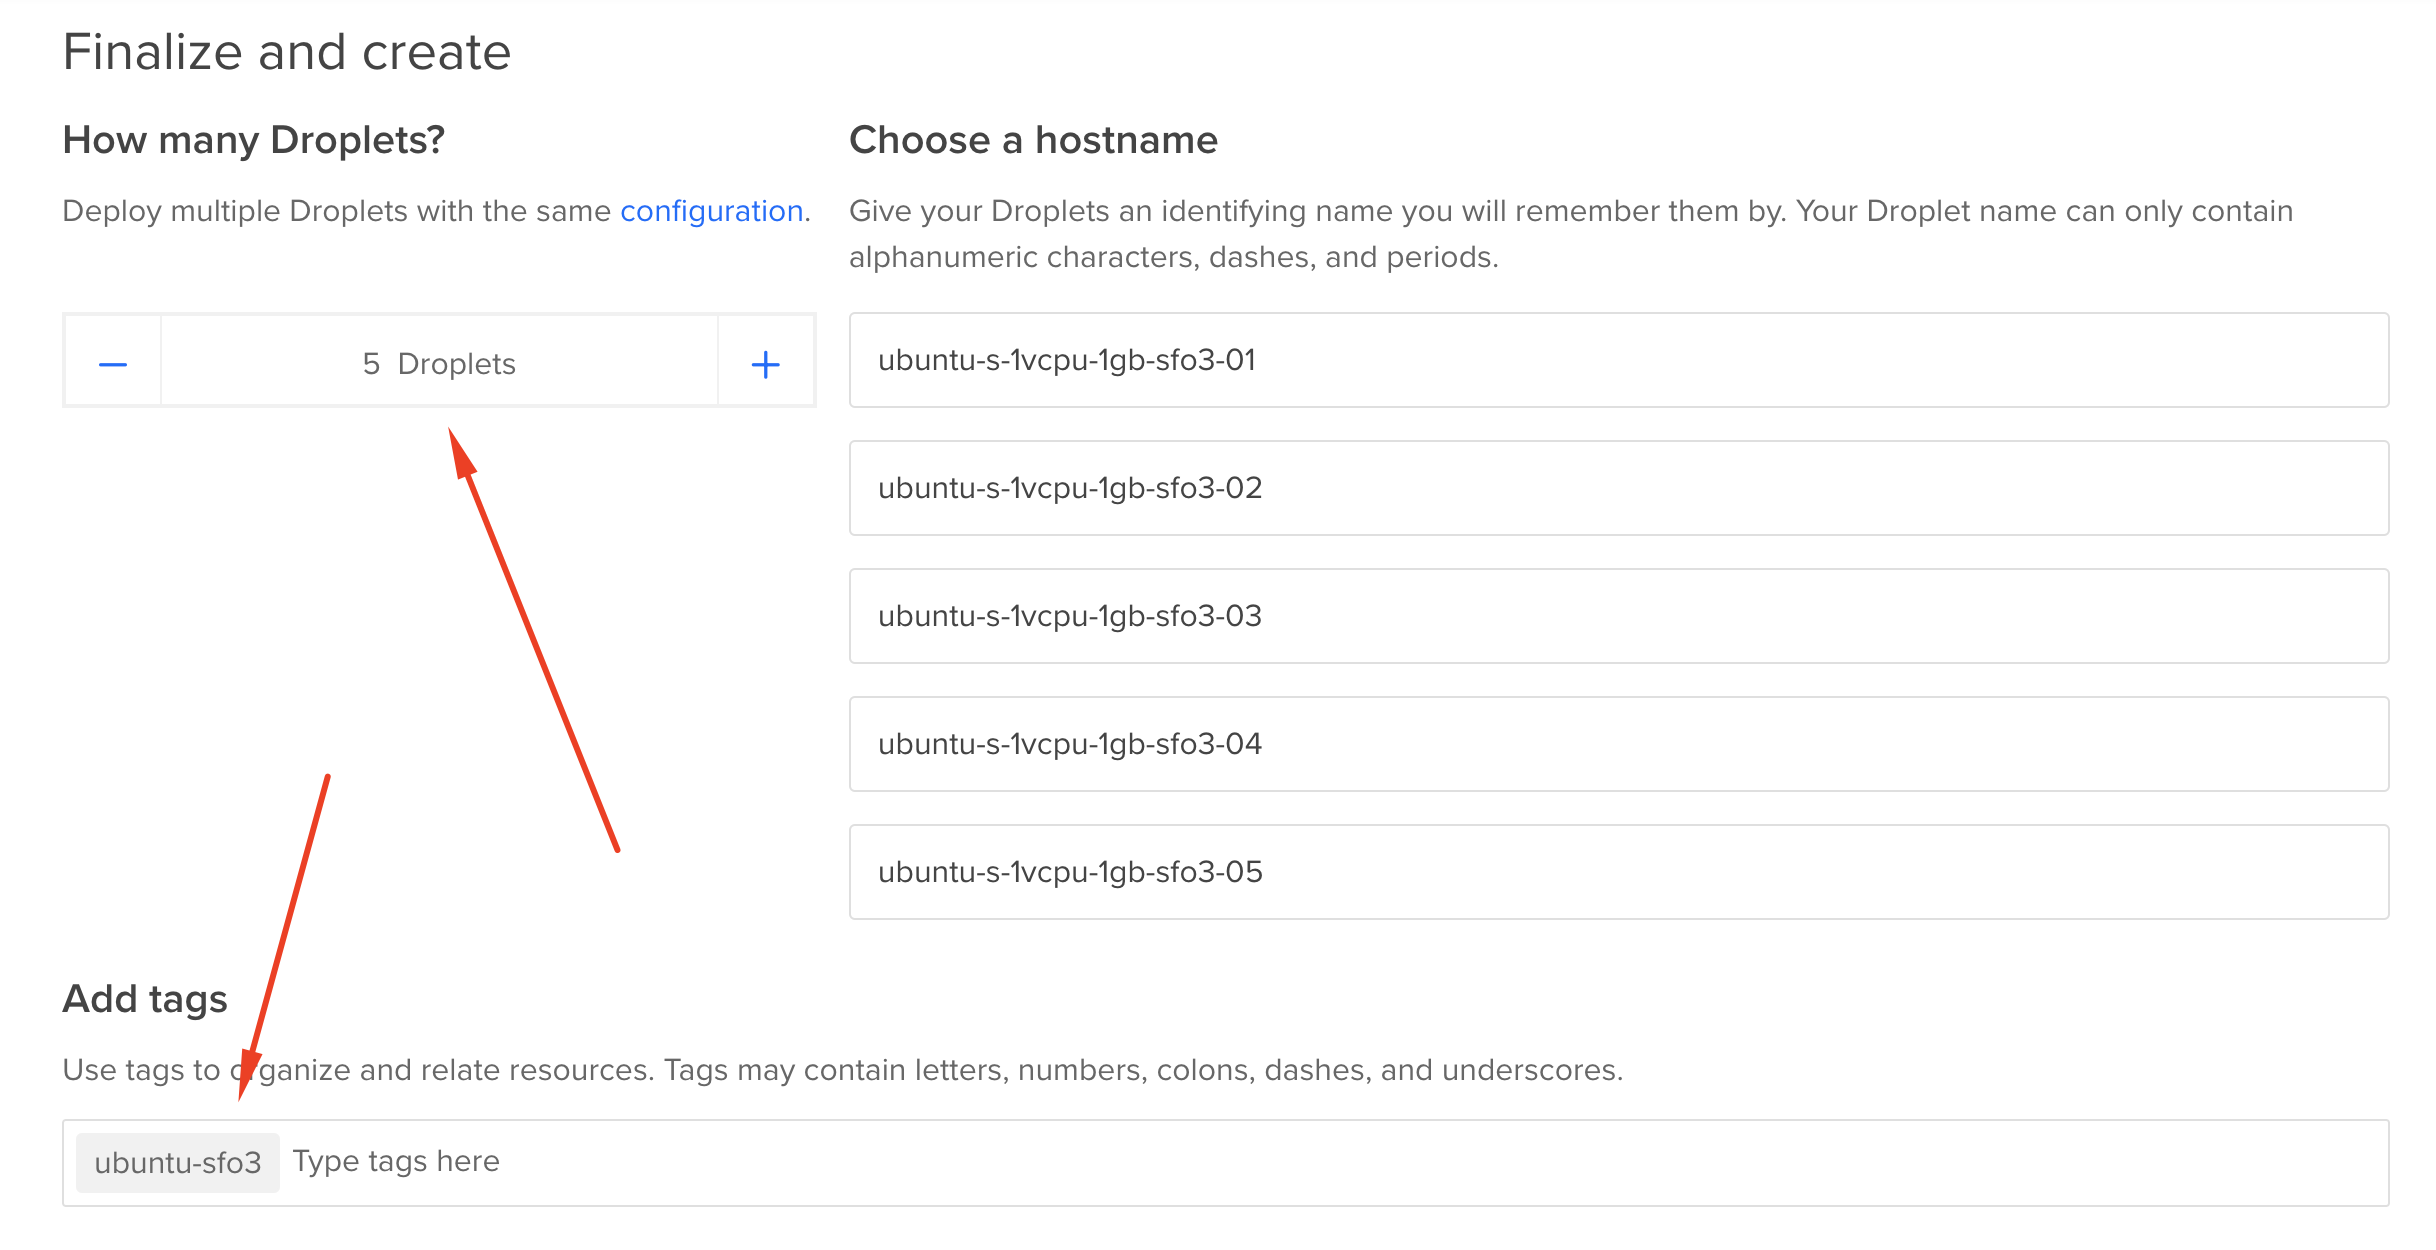 Finalize and create
How many Droplets?
Deploy multiple Droplets with the same configuration.
− 5 Droplets +
Choose a hostname
Give your Droplets an identifying name you will remember them by. Your Droplet name can only contain
alphanumeric characters, dashes, and periods.
ubuntu-s-1vcpu-1gb-sfo3-01
ubuntu-s-1vcpu-1gb-sfo3-02
ubuntu-s-1vcpu-1gb-sfo3-03
ubuntu-s-1vcpu-1gb-sfo3-04
ubuntu-s-1vcpu-1gb-sfo3-05
Add tags
Use tags to organize and relate resources. Tags may contain letters, numbers, colons, dashes, and underscores.
ubuntu-sfo3 Type tags here